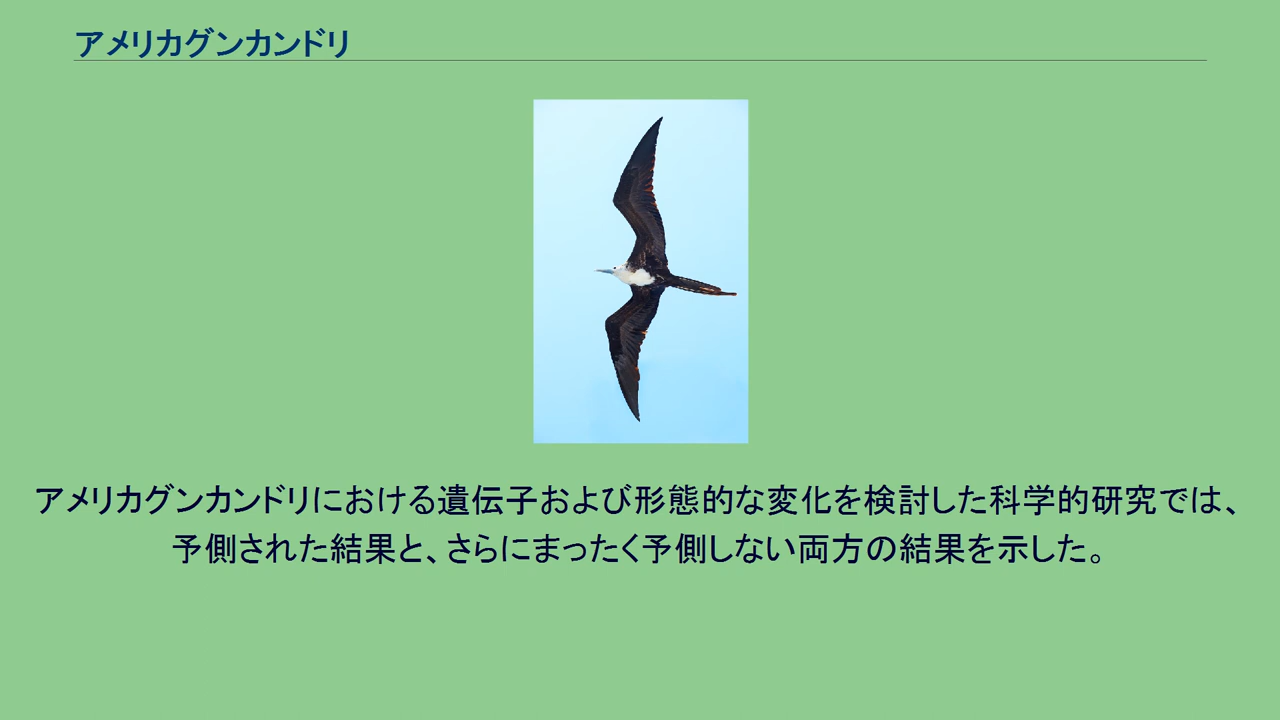 アメリカグンカンドリ
アメリカグンカンドリにおける遺伝子および形態的な変化を検討した科学的研究では、
予側された結果と、さらにまったく予側しない両方の結果を示した。